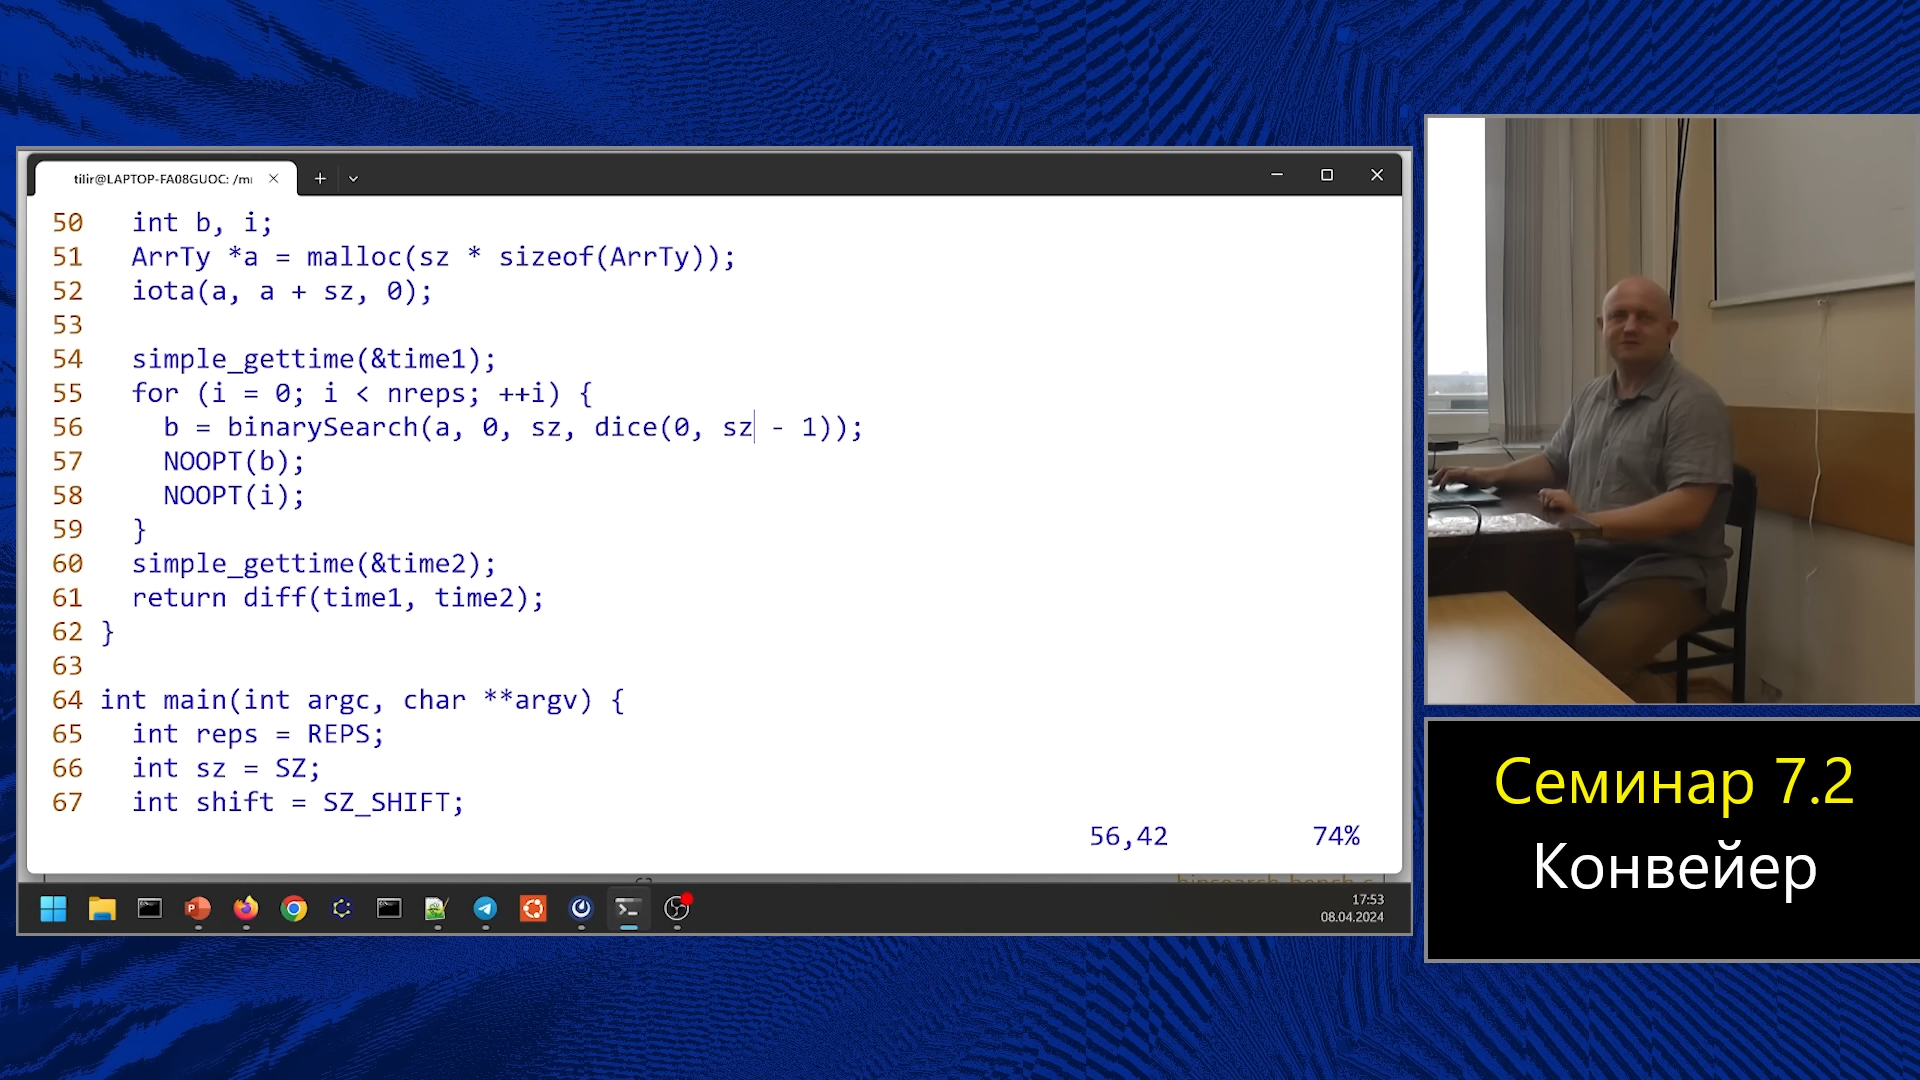 tilir@LAPTOP-FA08GUOC: /m
50 int b, i;
51 ArrTy *a = malloc(sz * sizeof(ArrTy));
52 iota(a, a + sz, 0);
53
54 simple_gettime(&time1);
55 for (i = 0; i < nreps; ++i) {
56 b = binarySearch(a, 0, sz, dice(0, sz - 1));
57 NOOPT(b);
58 NOOPT(i);
59 }
60 simple_gettime(&time2);
61 return diff(time1, time2);
62 }
63
64 int main(int argc, char **argv) {
65 int reps = REPS;
66 int sz = SZ;
67 int shift = SZ_SHIFT;
56,42 74%
17:53
08.04.2024
Семинар 7.2
Конвейер